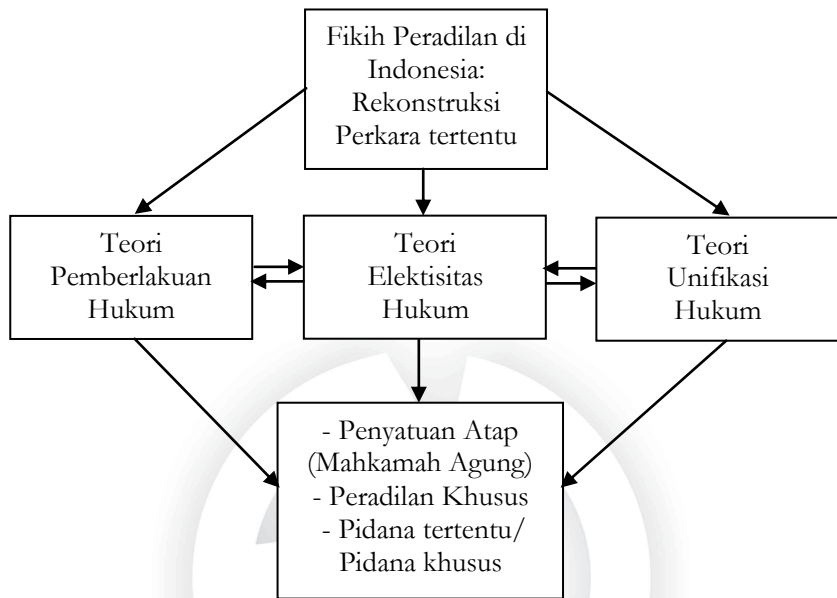 Fikih Peradilan di
Indonesia:
Rekonstruksi
Perkara tertentu
Teori
Pemberlakuan
Hukum
Teori
Elektisitas
Hukum
Teori
Unifikasi
Hukum
- Penyatuan Atap
(Mahkamah Agung)
- Peradilan Khusus
- Pidana tertentu/
Pidana khusus